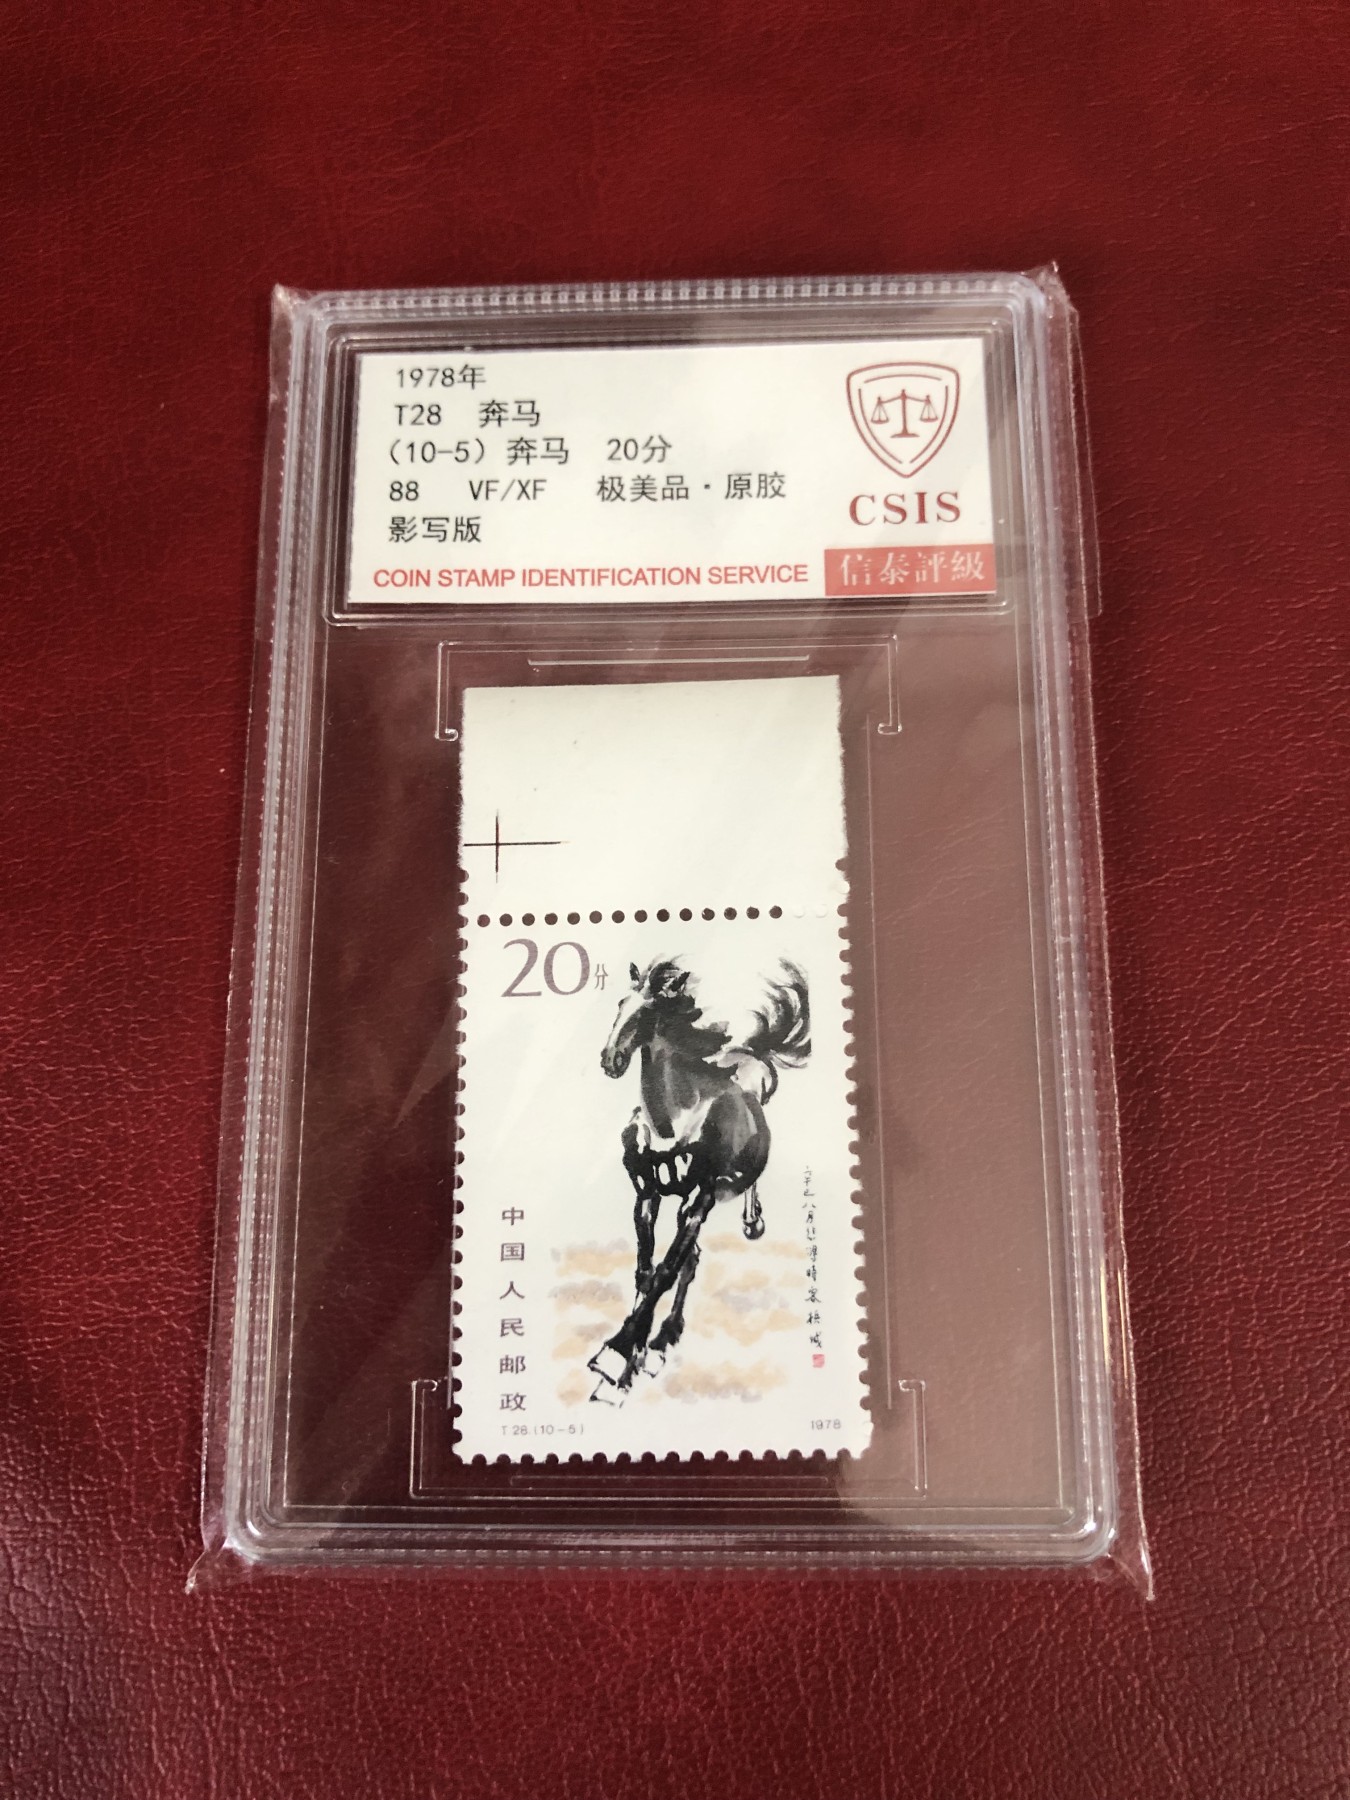 1978年
T28 奔马
(10-5) 奔马 20分
88 VF/XF 极美品·原胶
影写版
CSIS
COIN STAMP IDENTIFICATION SERVICE
信泰評級
20分
中国人民邮政
T 28.(10-5)
1978